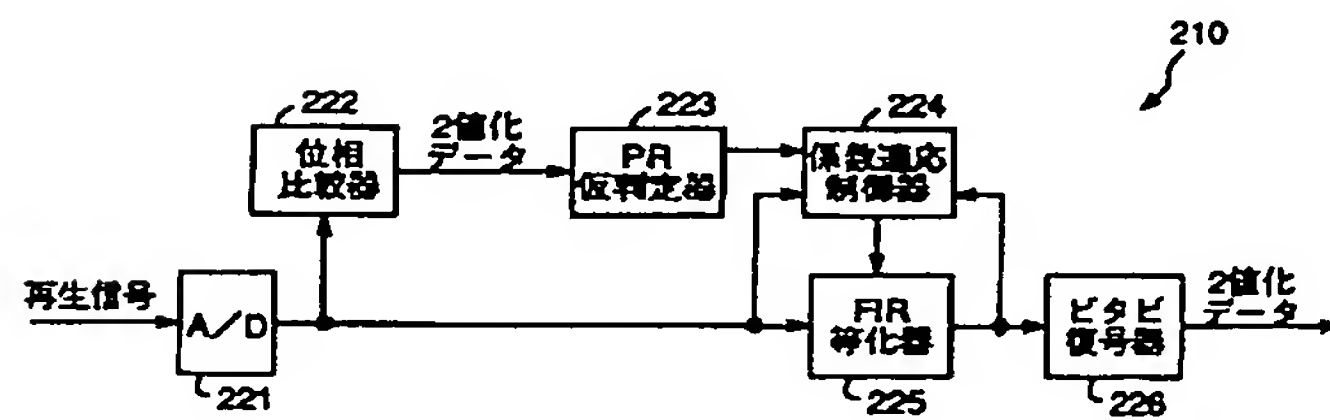 210
222
位相
比較器
2値化
データ
223
PR
仮判定器
224
係数適応
制御器
再生信号
A/D
221
FIR
等化器
225
ビタビ
復号器
226
2値化
データ